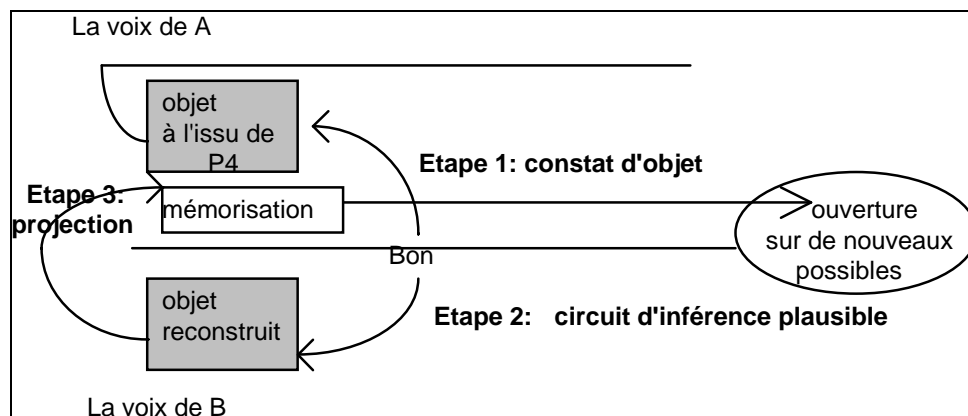 La voix de A
objet
à l'issu de
P4
Etape 1: constat d'objet
Etape 3:
projection
mémorisation
ouverture
sur de nouveaux
possibles
Bon
objet
reconstruit
Etape 2: circuit d'inférence plausible
La voix de B